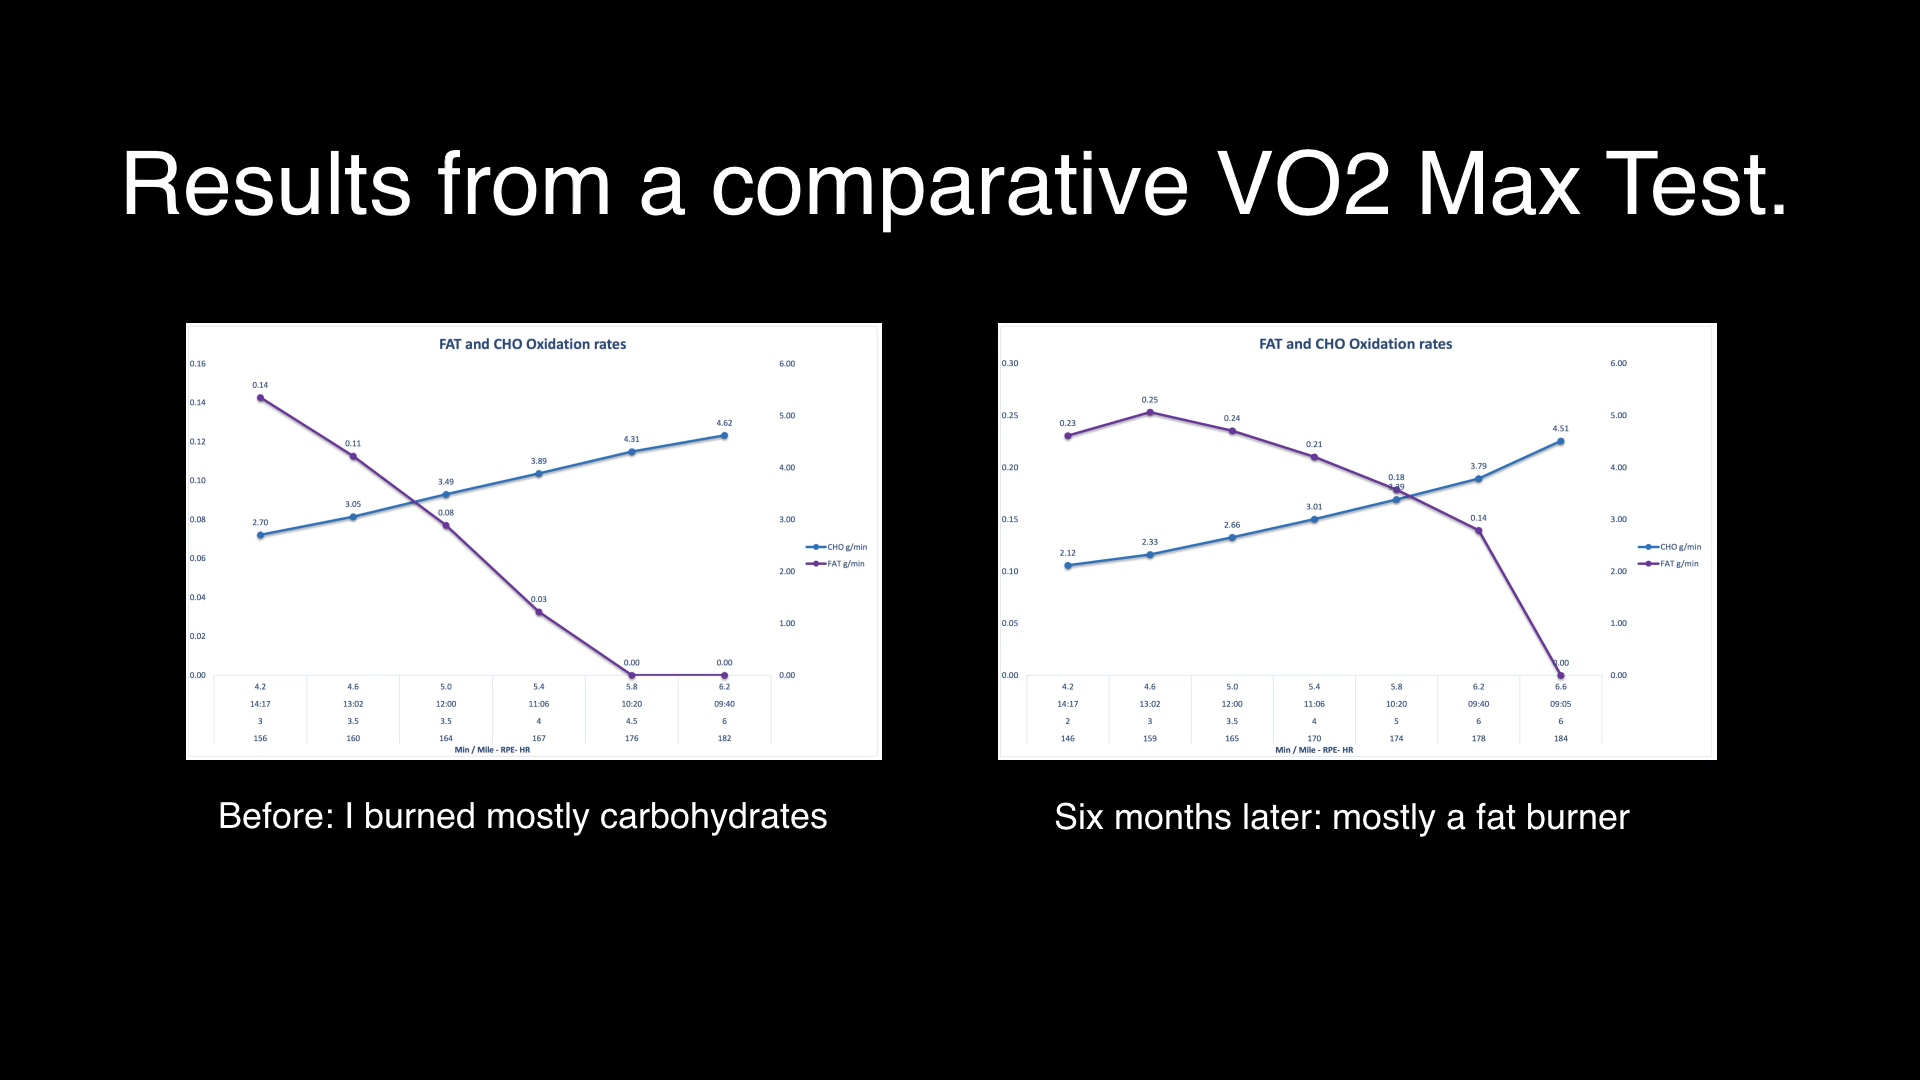 Results from a comparative VO2 Max Test.
FAT and CHO Oxidation rates
0.16
0.14
0.12
0.10
0.08
0.06
0.04
0.02
0.00
6.00
5.00
4.00
3.00
2.00
1.00
0.00
0.14
0.11
0.08
0.03
0.00
0.00
2.70
3.05
3.49
3.89
4.31
4.62
CHO g/min
FAT g/min
4.2 4.6 5.0 5.4 5.8 6.2
14:17 13:02 12:00 11:06 10:20 09:40
3 3.5 3.5 4 4.5 6
156 160 164 167 176 182
Min / Mile - RPE- HR
Before: I burned mostly carbohydrates
FAT and CHO Oxidation rates
0.30
0.25
0.20
0.15
0.10
0.05
0.00
6.00
5.00
4.00
3.00
2.00
1.00
0.00
0.23
0.25
0.24
0.21
0.18
0.14
0.00
2.12
2.33
2.66
3.01
3.79
4.51
CHO g/min
FAT g/min
4.2 4.6 5.0 5.4 5.8 6.2 6.6
14:17 13:02 12:00 11:06 10:20 09:40 09:05
2 3 3.5 4 5 6 6
146 159 165 170 174 178 184
Min / Mile - RPE- HR
Six months later: mostly a fat burner